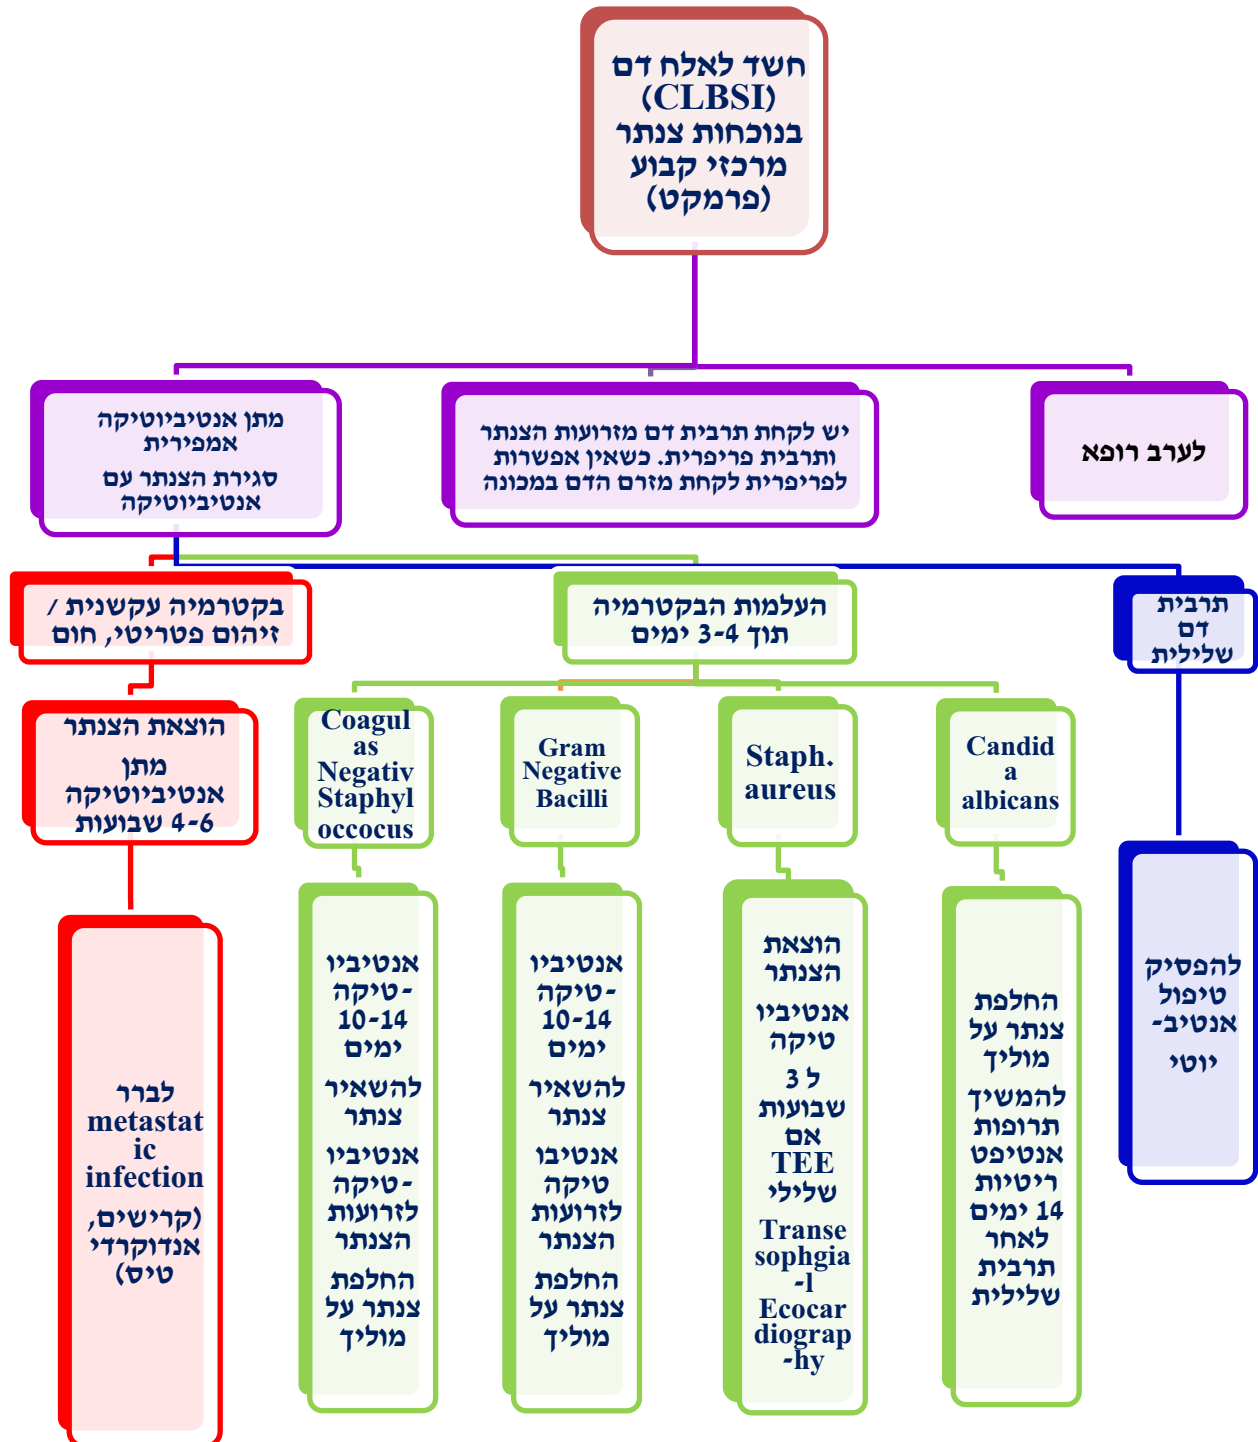 חשד לאלח דם
(CLBSI)
בנוכחות צנתר
מרכזי קבוע
(פרמקט)
לערב רופא
יש לקחת תרבית דם מזרועות הצנתר
ותרבית פריפרית. כשאין אפשרות
לפריפרית לקחת מזרם הדם במכונה
מתן אנטיביוטיקה
אמפירית
סגירת הצנתר עם
אנטיביוטיקה
תרבית
דם
שלילית
העלמות הבקטרמיה
תוך 3-4 ימים
בקטרמיה עקשנית /
זיהום פטריטי, חום
להפסיק
טיפול
אנטיב-
יוטי
Candid
a
albicans
החלפת
צנתר על
מוליך
להמשיך
תרופות
אנטיפט
ריטיות
14 ימים
לאחר
תרבית
שלילית
Staph.
aureus
הוצאת
הצנתר
אנטיביו
טיקה
ל 3
שבועות
אם
TEE
שלילי
Transe
sophgia
-l
Ecocar
diograp
-hy
Gram
Negative
Bacilli
אנטיביו
-טיקה
10-14
ימים
להשאיר
צנתר
אנטיבו
טיקה
לזרועות
הצנתר
החלפת
צנתר על
מוליך
Coagul
as
Negativ
Staphyl
occocus
אנטיביו
-טיקה
10-14
ימים
להשאיר
צנתר
אנטיביו
-טיקה
לזרועות
הצנתר
החלפת
צנתר על
מוליך
הוצאת הצנתר
מתן
אנטיביוטיקה
4-6 שבועות
לברר
metastat
ic
infection
(קרישים,
אנדוקרדי
טיס)